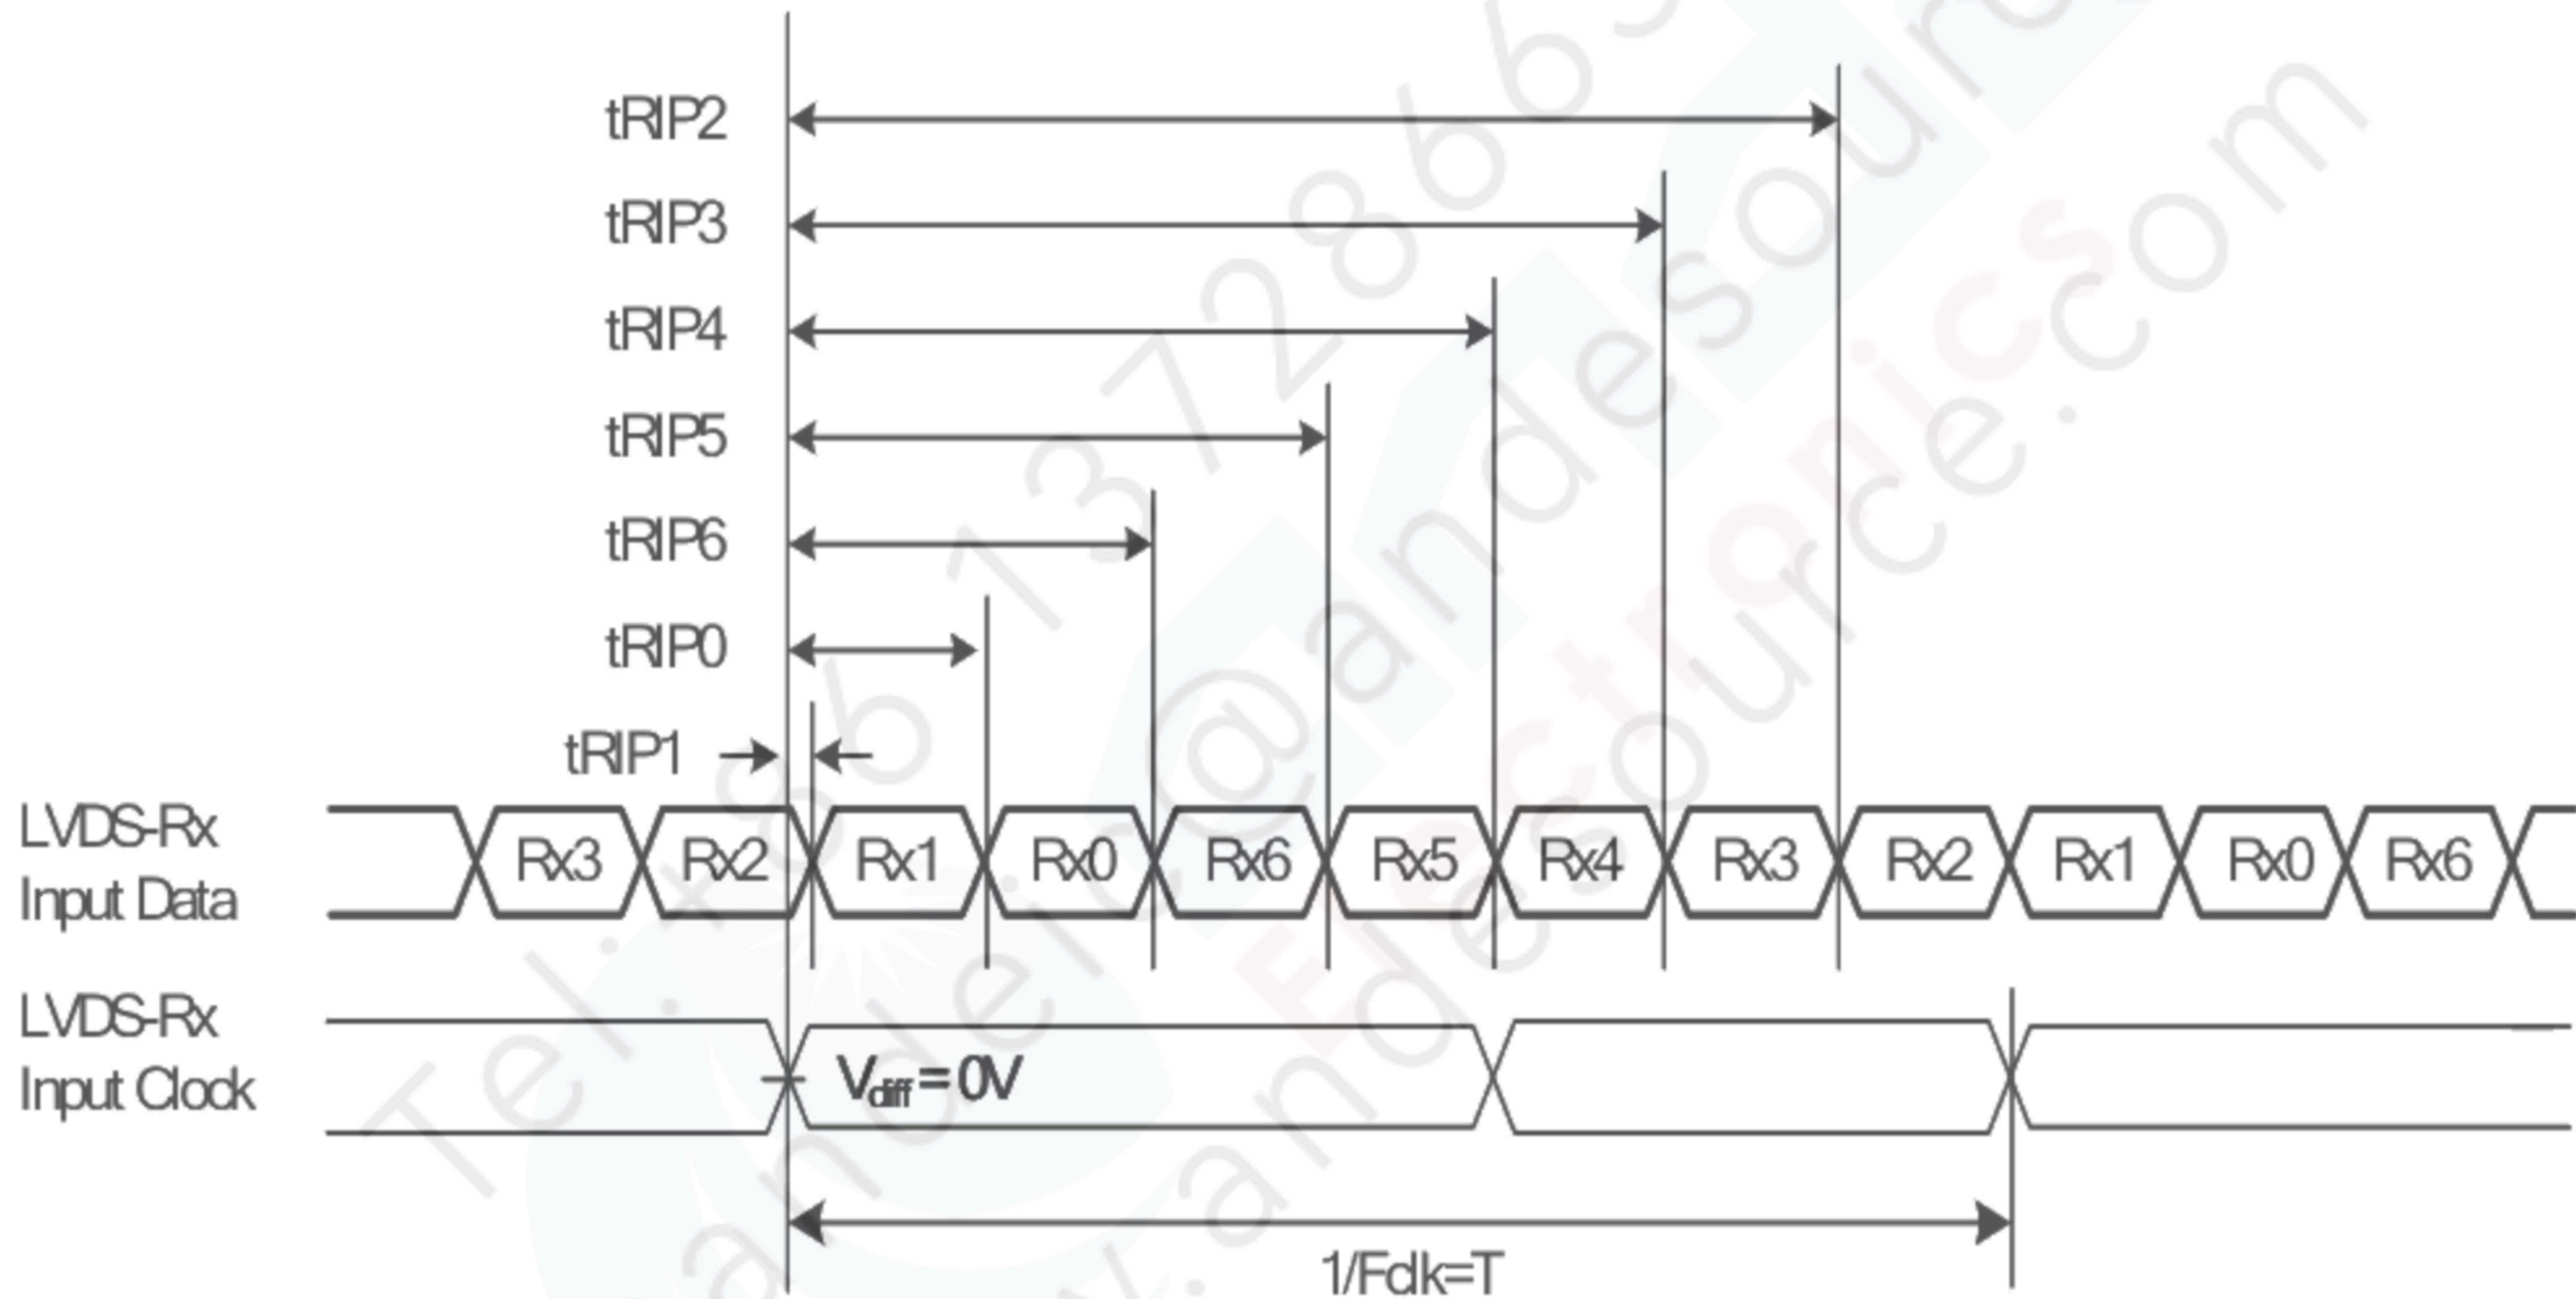 tRIP2
tRIP3
tRIP4
tRIP5
tRIP6
tRIP0
tRIP1
LVDS-Rx
Input Data
Rx3 Rx2 Rx1 Rx0 Rx6 Rx5 Rx4 Rx3 Rx2 Rx1 Rx0 Rx6
LVDS-Rx
Input Clock
Vdiff = 0V
1/Fclk=T
Electronics